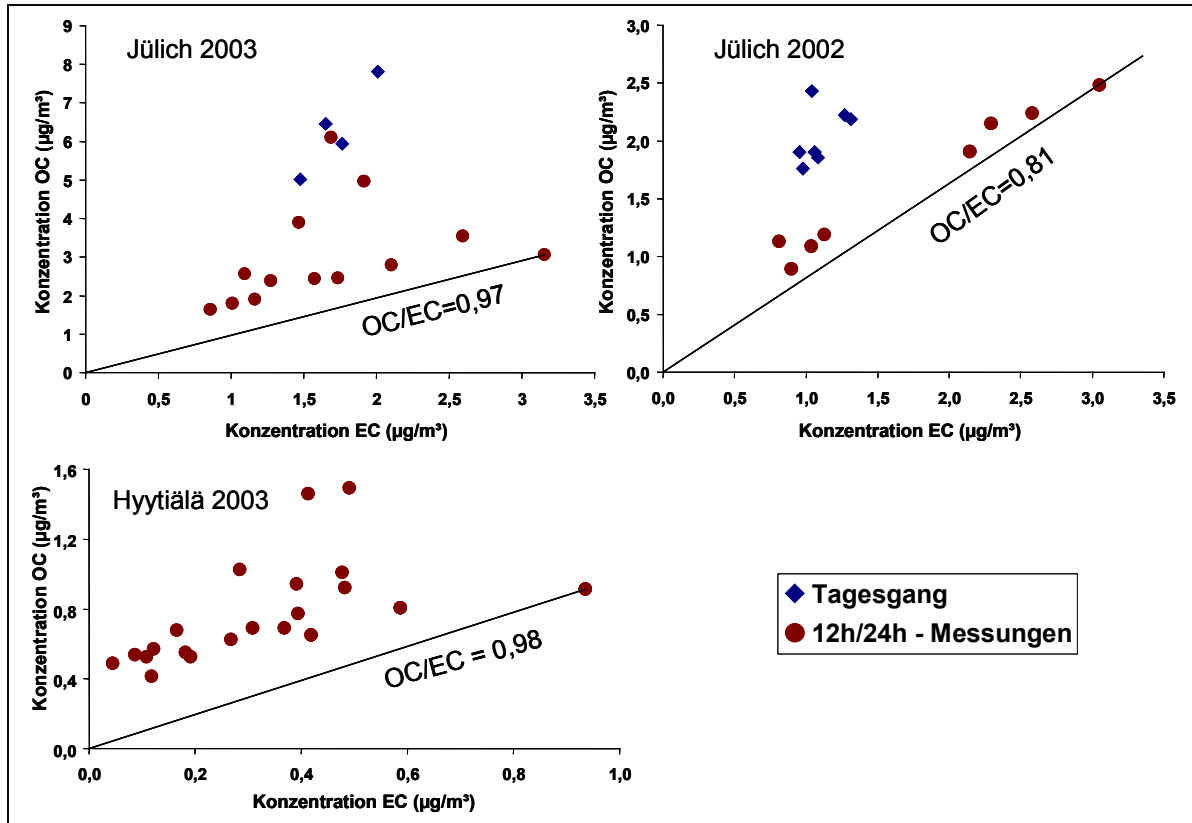 Jülich 2003
Konzentration OC (µg/m³)
9
8
7
6
5
4
3
2
1
0
OC/EC=0,97
0 0,5 1 1,5 2 2,5 3 3,5
Konzentration EC (µg/m³)
Jülich 2002
Konzentration OC (µg/m³)
3,0
2,5
2,0
1,5
1,0
0,5
0,0
OC/EC=0,81
0,0 0,5 1,0 1,5 2,0 2,5 3,0 3,5
Konzentration EC (µg/m³)
Hyytiälä 2003
Konzentration OC (µg/m³)
1,6
1,2
0,8
0,4
0,0
OC/EC = 0,98
0,0 0,2 0,4 0,6 0,8 1,0
Konzentration EC (µg/m³)
Tagesgang
12h/24h - Messungen